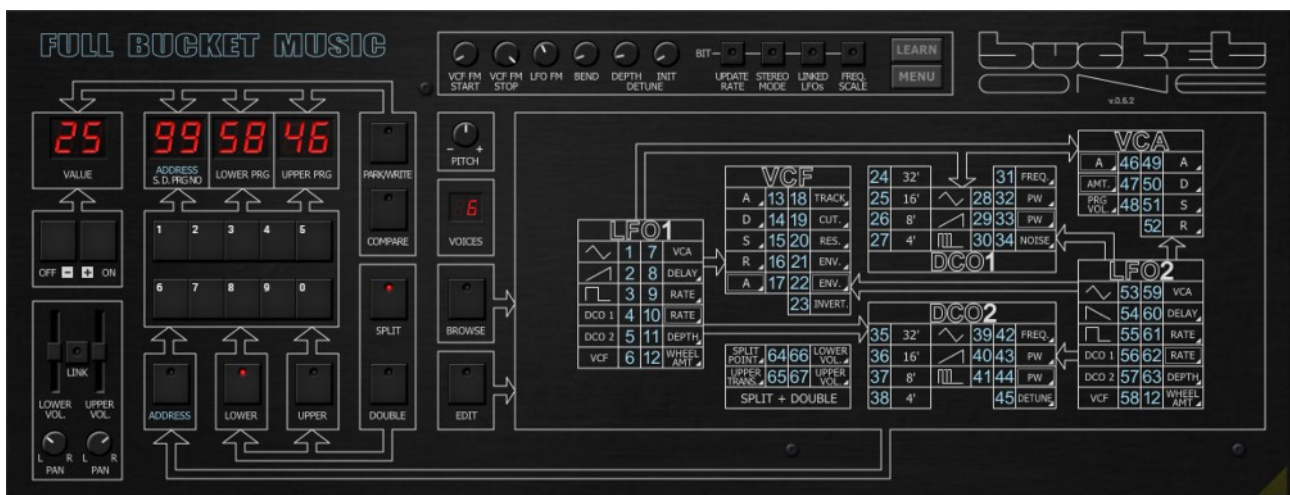 FULL BUCKET MUSIC
VCF FM START
VCF FM STOP
LFO FM
BEND
DEPTH INIT
DETUNE
BIT
UPDATE RATE
STEREO MODE
LINKED LFOs
FREQ. SCALE
LEARN
MENU
bucket
ONE
v.0.6.2
25
VALUE
99
ADDRESS
S. D. PRG NO
58
LOWER PRG
46
UPPER PRG
PARK/WRITE
COMPARE
- +
PITCH
6
VOICES
OFF - + ON
1 2 3 4 5
6 7 8 9 0
SPLIT
DOUBLE
BROWSE
EDIT
LINK
LOWER VOL.
UPPER VOL.
L R L R
PAN PAN
ADDRESS
LOWER
UPPER
LFO1
1 7 VCA
2 8 DELAY
3 9 RATE
DCO 1 4 10 RATE
DCO 2 5 11 DEPTH
VCF 6 12 WHEEL AMT
VCF
A 13 18 TRACK
D 14 19 CUT.
S 15 20 RES.
R 16 21 ENV.
A 17 22 ENV.
23 INVERT.
24 32' 31 FREQ.
25 16' 28 32 PW
26 8' 29 33 PW
27 4' 30 34 NOISE
DCO1
DCO2
35 32' 39 42 FREQ.
36 16' 40 43 PW
37 8' 41 44 PW
38 4' 45 DETUNE
SPLIT POINT 64 66 LOWER VOL.
UPPER TRANS. 65 67 UPPER VOL.
SPLIT + DOUBLE
VCA
A 46 49 A
AMT. 47 50 D
PRG VOL. 48 51 S
52 R
LFO2
53 59 VCA
54 60 DELAY
55 61 RATE
DCO 1 56 62 RATE
DCO 2 57 63 DEPTH
VCF 58 12 WHEEL AMT